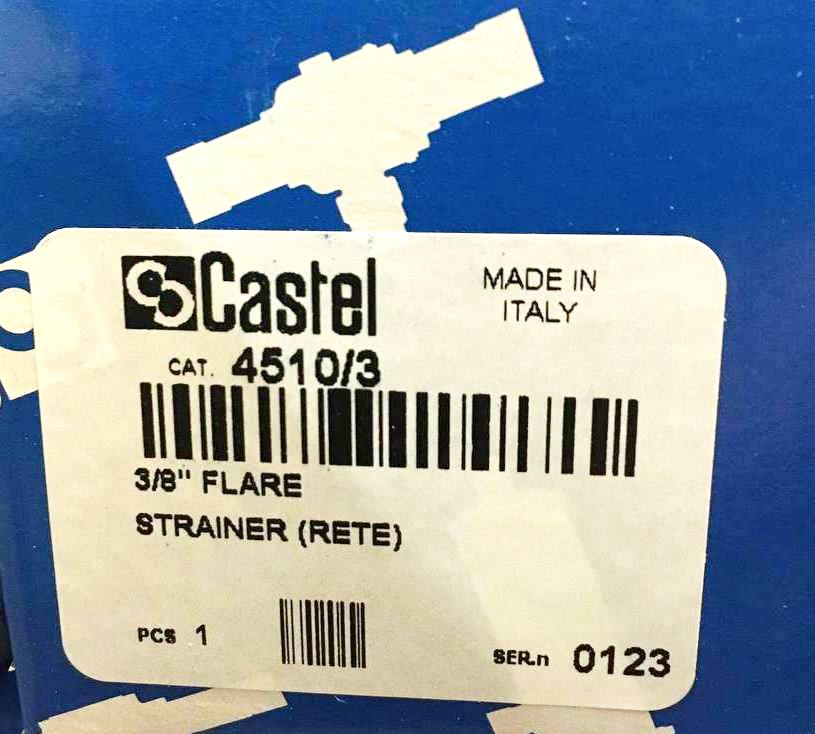 Castel
MADE IN
ITALY
CAT. 4510/3
3/8" FLARE
STRAINER (RETE)
PCS 1
SER.n 0123